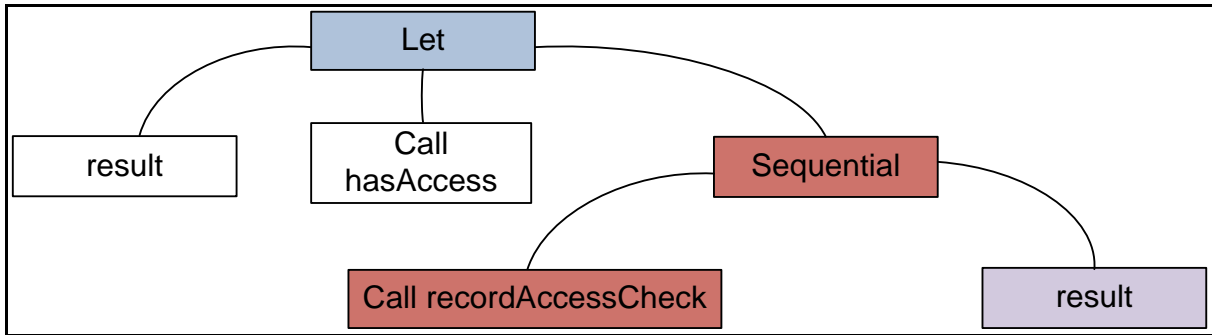 Let
result
Call
hasAccess
Sequential
Call recordAccessCheck
result